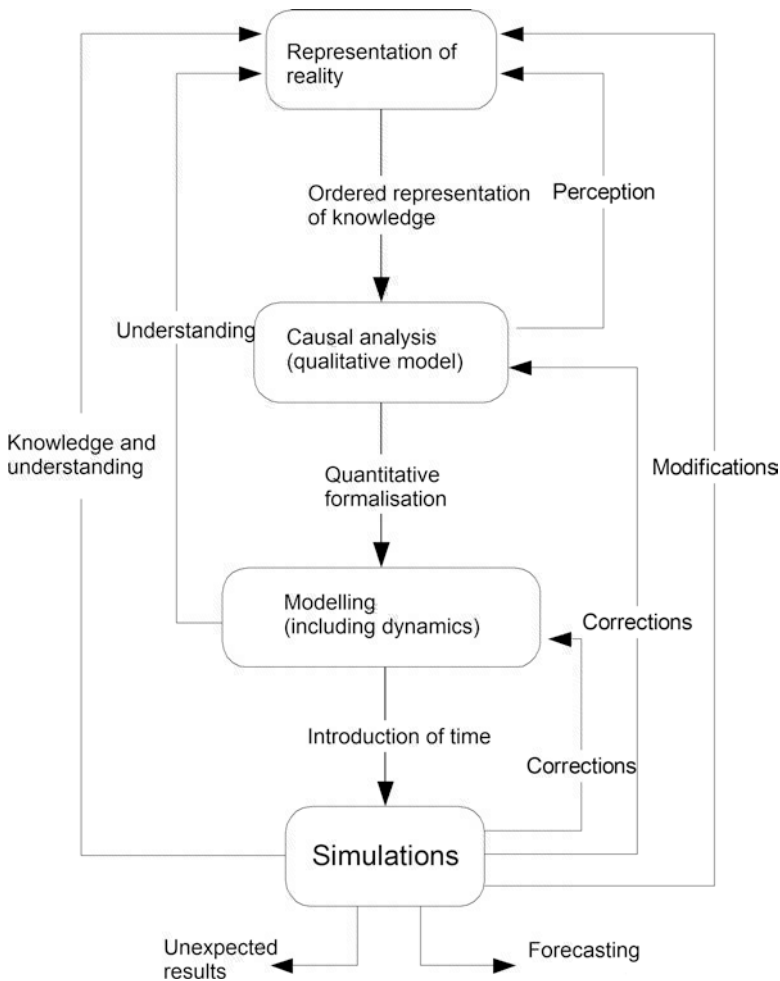 Representation of
reality
Ordered representation
of knowledge
Perception
Understanding
Causal analysis
(qualitative model)
Knowledge and
understanding
Modifications
Quantitative
formalisation
Modelling
(including dynamics)
Corrections
Introduction of time
Corrections
Simulations
Unexpected
results
Forecasting